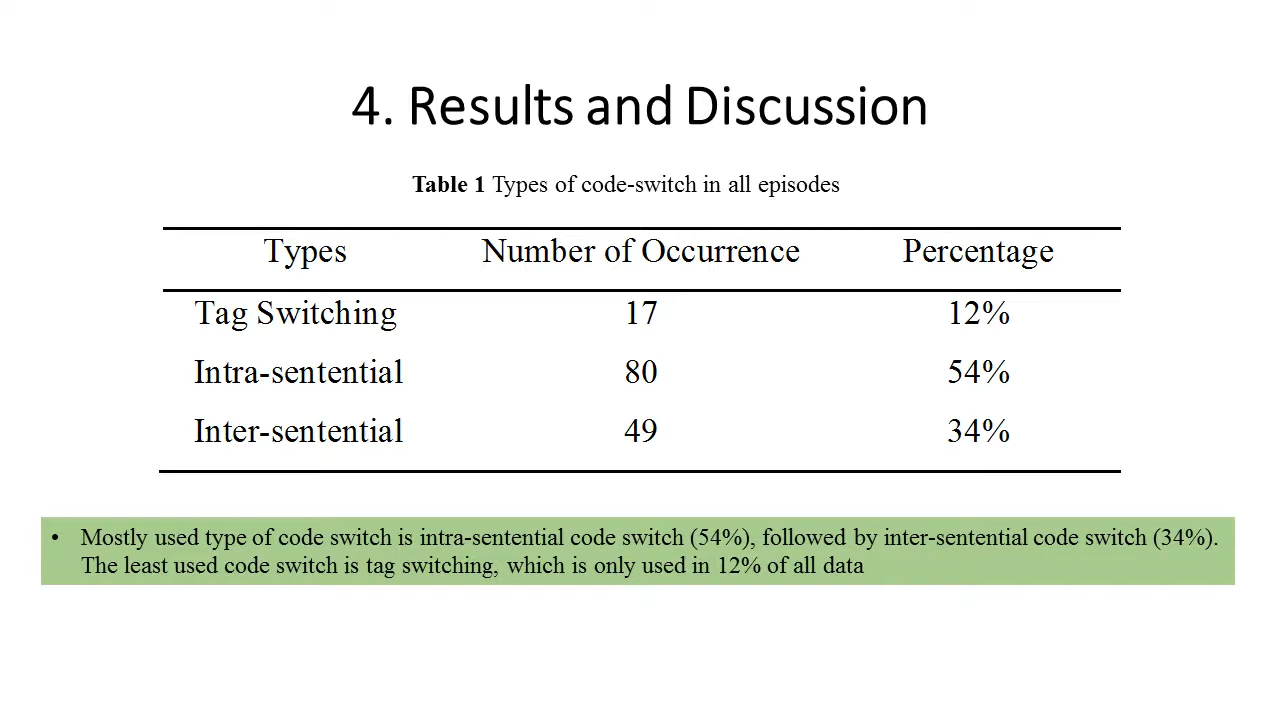 4. Results and Discussion
Table 1 Types of code-switch in all episodes
Types Number of Occurrence Percentage
Tag Switching 17 12%
Intra-sentential 80 54%
Inter-sentential 49 34%
• Mostly used type of code switch is intra-sentential code switch (54%), followed by inter-sentential code switch (34%).
The least used code switch is tag switching, which is only used in 12% of all data